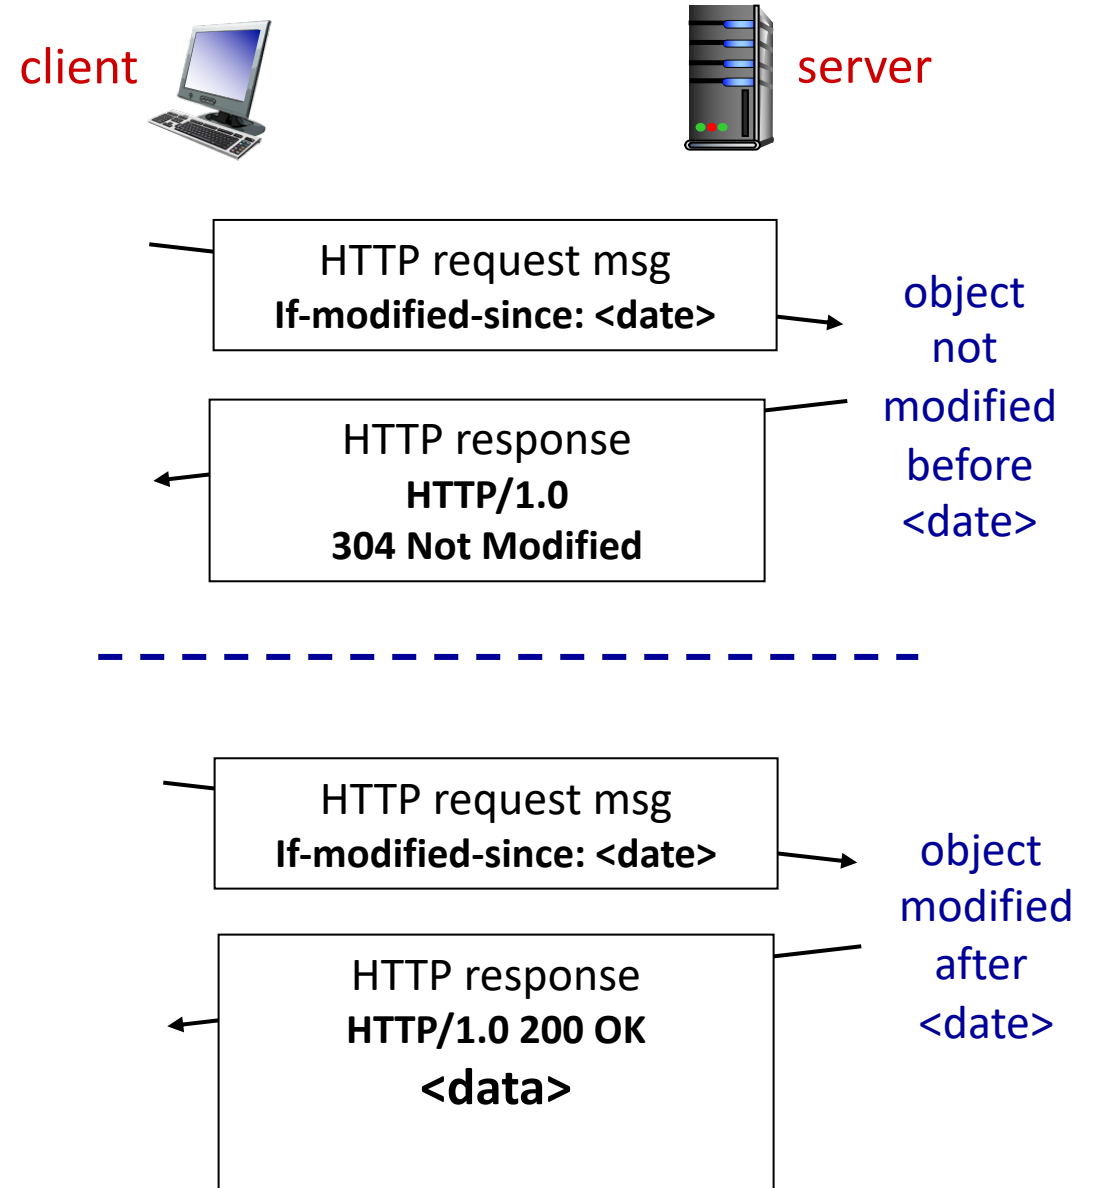 client
server
HTTP request msg
If-modified-since: <date>
object
not
modified
before
<date>
HTTP response
HTTP/1.0
304 Not Modified
HTTP request msg
If-modified-since: <date>
object
modified
after
<date>
HTTP response
HTTP/1.0 200 OK
<data>